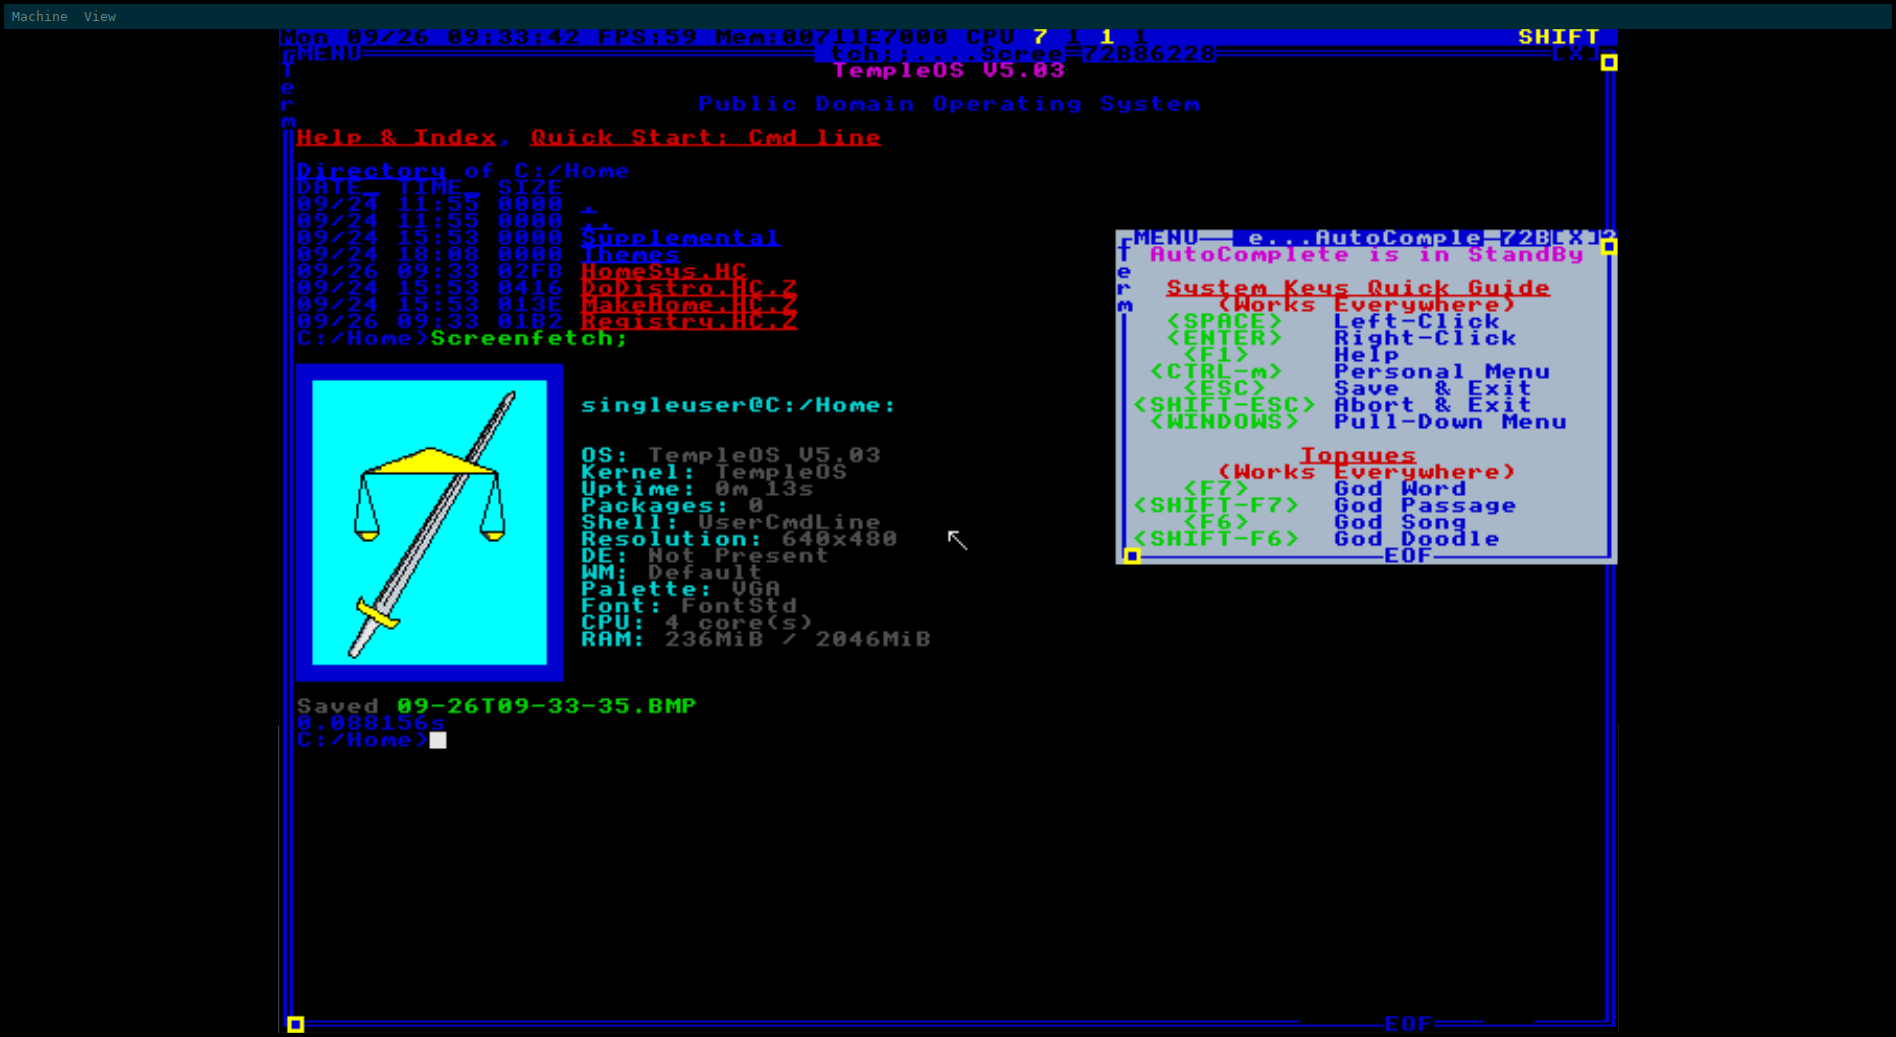 Machine View
Mon 09/26 09:33:42 FPS:59 Mem:00711E7000 CPU 7 1 1 1 SHIFT
MENU tch;;....Scree 72B86228 [X]
Term
TempleOS V5.03
Public Domain Operating System
Help & Index, Quick Start: Cmd line
Directory of C:/Home
DATE_ TIME_ SIZE
09/24 11:55 0000 .
09/24 11:55 0000 ..
09/24 15:53 0000 Supplemental
09/24 18:08 0000 Themes
09/26 09:33 02FB HomeSys.HC
09/24 15:53 0416 DoDistro.HC.Z
09/24 15:53 013E MakeHome.HC.Z
09/26 09:33 01B2 Registry.HC.Z
C:/Home>Screenfetch;
singleuser@C:/Home:
OS: TempleOS V5.03
Kernel: TempleOS
Uptime: 0m 13s
Packages: 0
Shell: UserCmdLine
Resolution: 640x480
DE: Not Present
WM: Default
Palette: VGA
Font: FontStd
CPU: 4 core(s)
RAM: 236MiB / 2046MiB
Saved 09-26T09-33-35.BMP
0.088156s
C:/Home>
MENU e...AutoComple 72B[X]
Term
AutoComplete is in StandBy
System Keys Quick Guide
(Works Everywhere)
<SPACE> Left-Click
<ENTER> Right-Click
<F1> Help
<CTRL-m> Personal Menu
<ESC> Save & Exit
<SHIFT-ESC> Abort & Exit
<WINDOWS> Pull-Down Menu
Tongues
(Works Everywhere)
<F7> God Word
<SHIFT-F7> God Passage
<F6> God Song
<SHIFT-F6> God Doodle
EOF
EOF